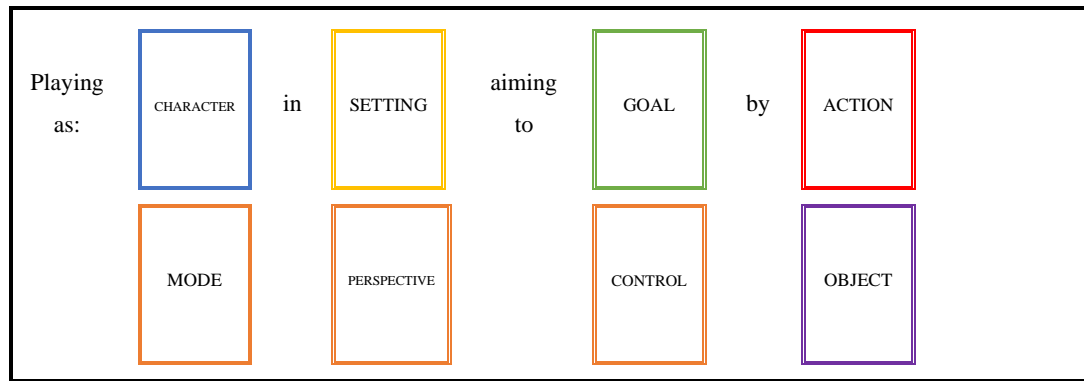 Playing as:
CHARACTER
in
SETTING
aiming to
GOAL
by
ACTION
MODE
PERSPECTIVE
CONTROL
OBJECT